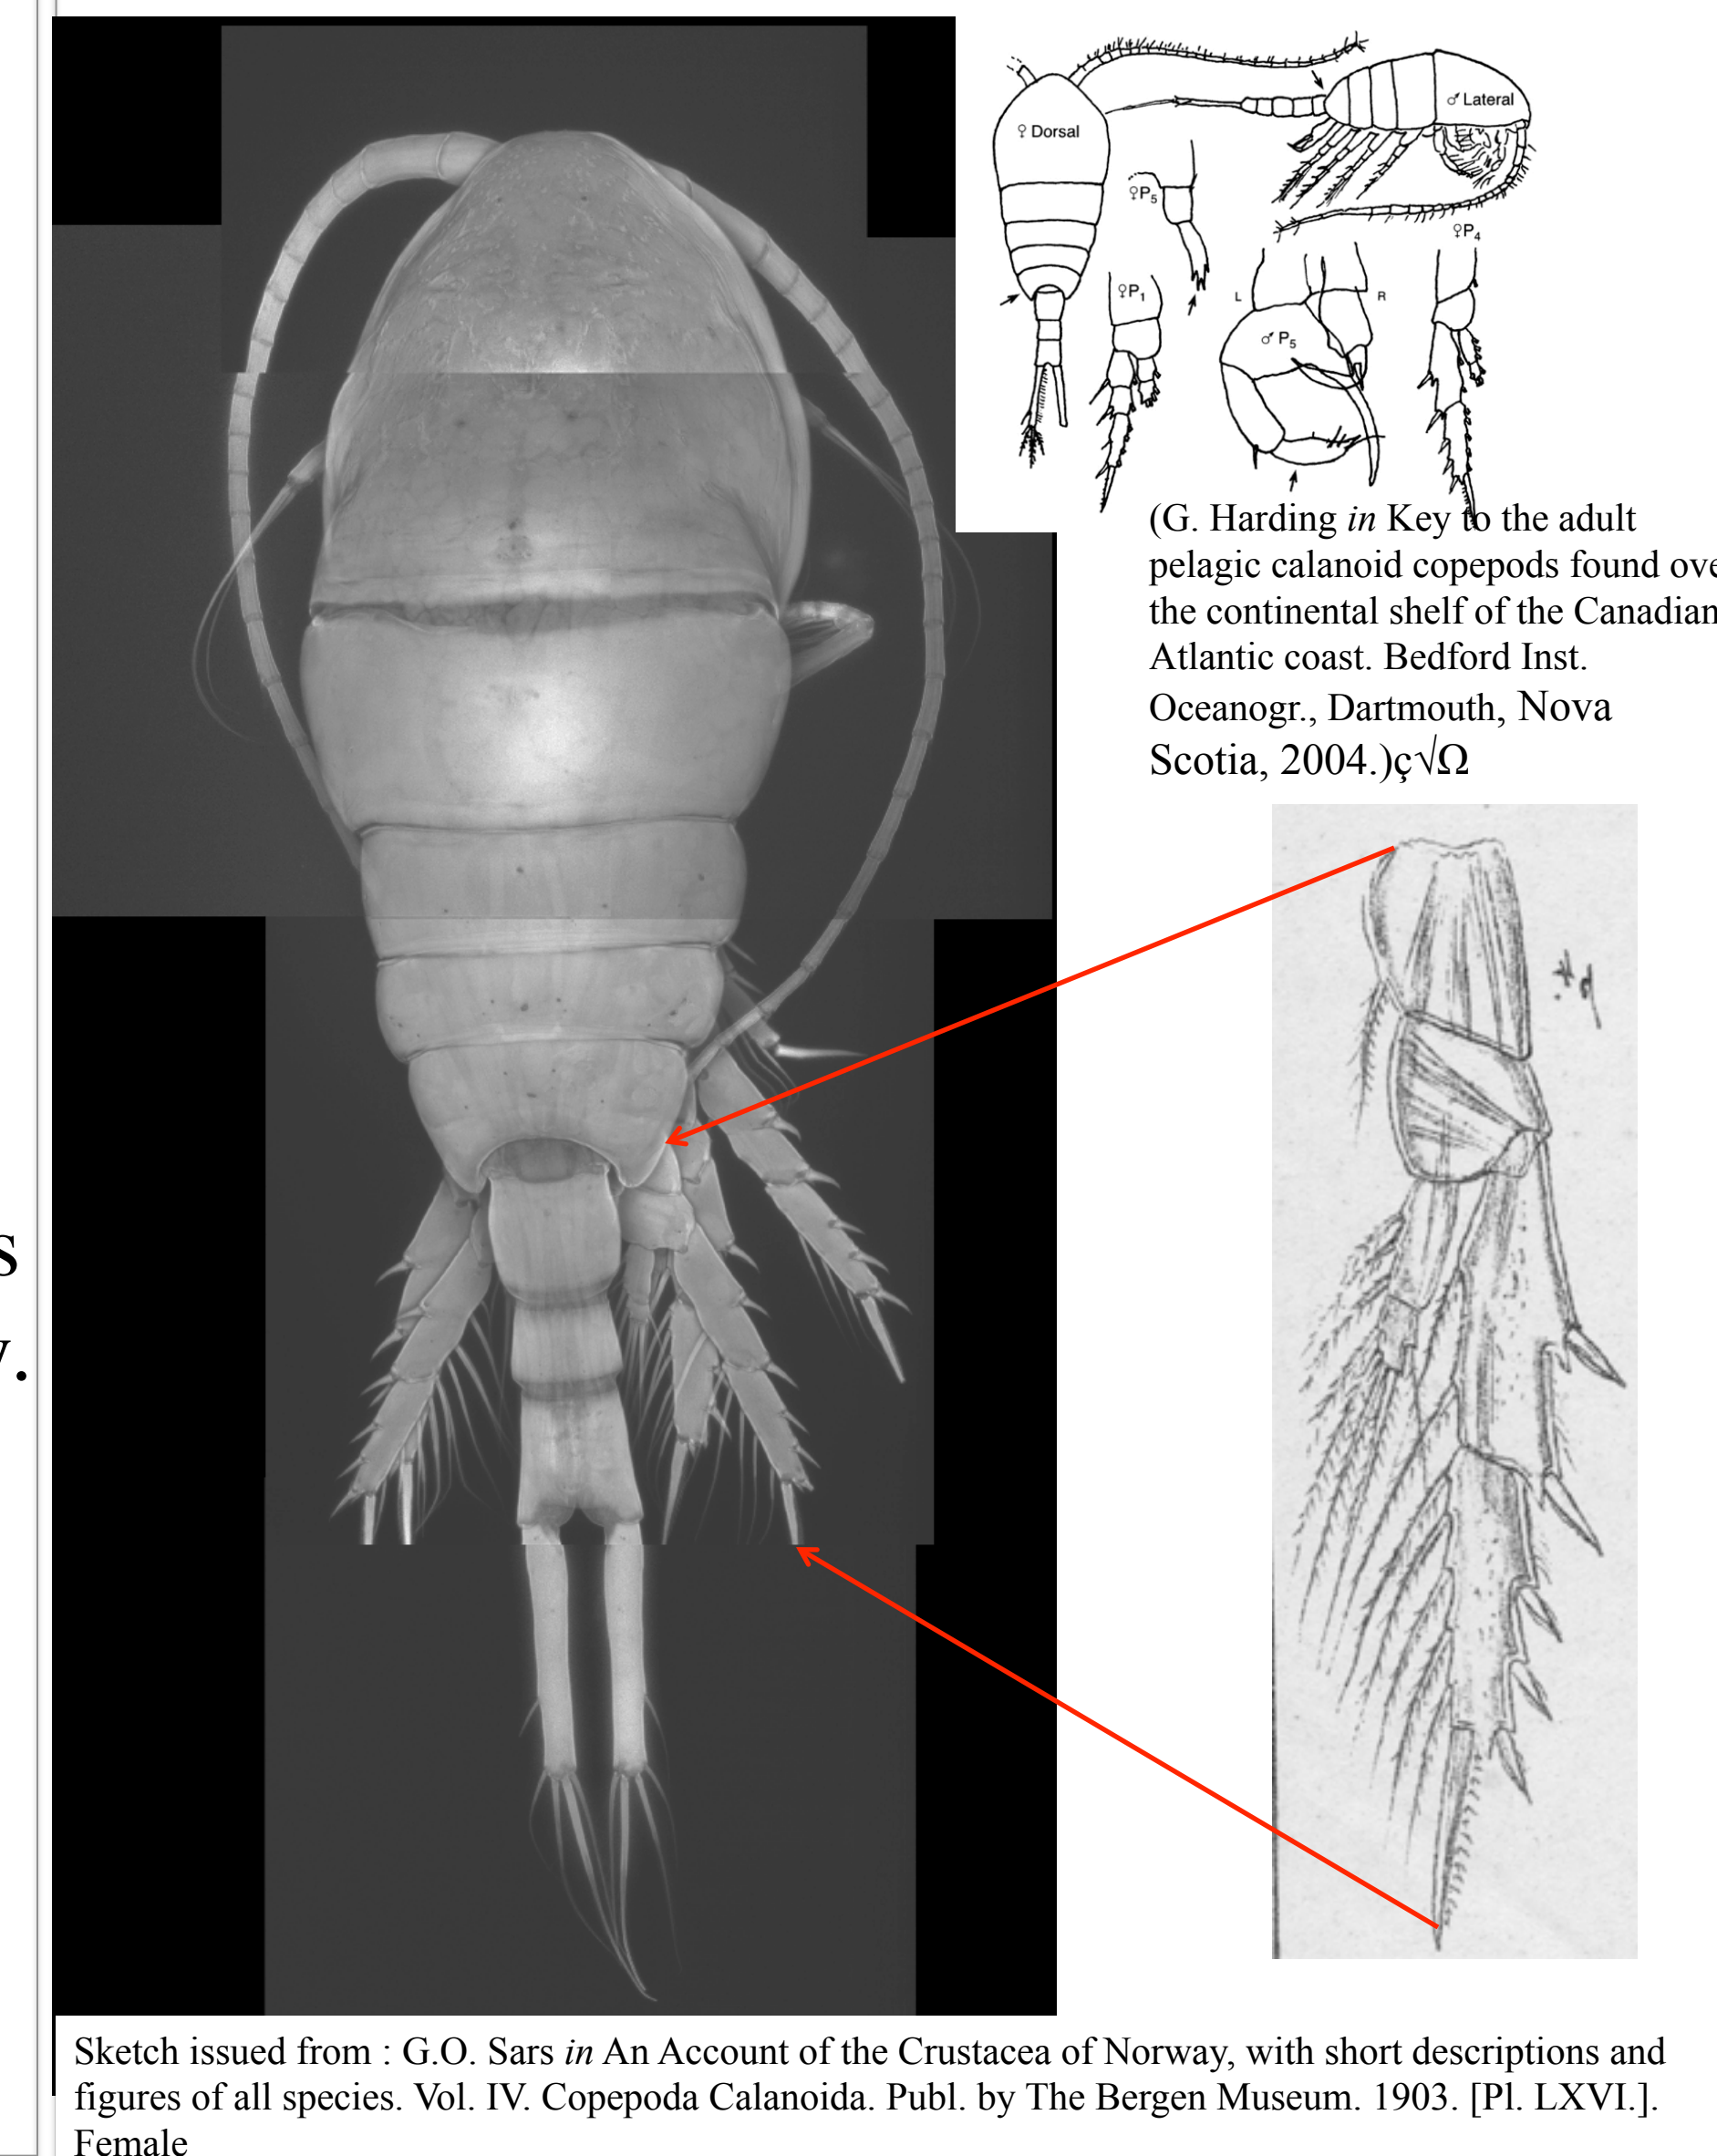 ♂ Lateral
♀ Dorsal
♀P5
♀P4
♀P1
L
R
♂ P5
(G. Harding in Key to the adult
pelagic calanoid copepods found ove
the continental shelf of the Canadian
Atlantic coast. Bedford Inst.
Oceanogr., Dartmouth, Nova
Scotia, 2004.)ç√Ω
s
.
Sketch issued from : G.O. Sars in An Account of the Crustacea of Norway, with short descriptions and
figures of all species. Vol. IV. Copepoda Calanoida. Publ. by The Bergen Museum. 1903. [Pl. LXVI.].
Female